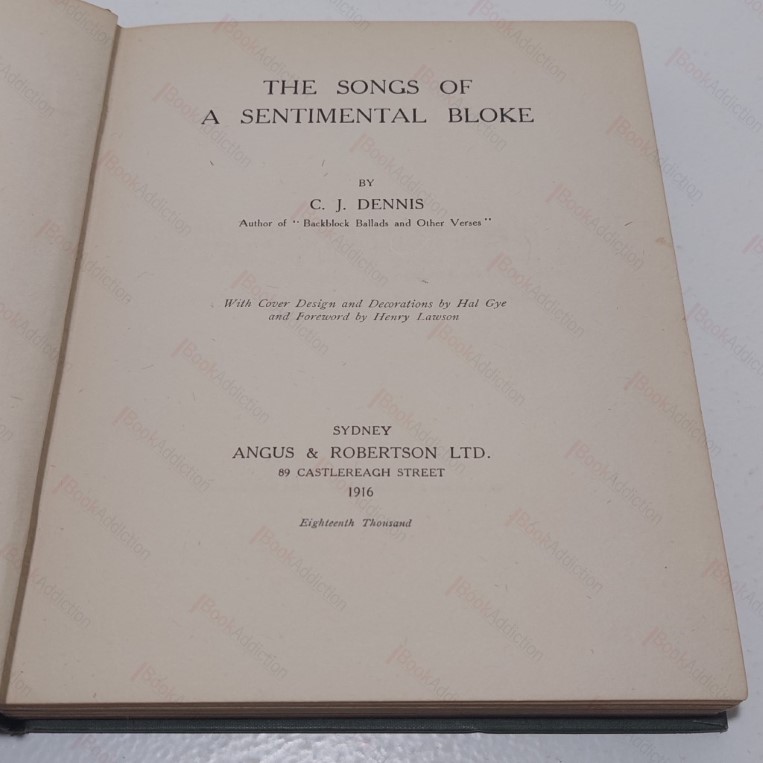 THE SONGS OF
A SENTIMENTAL BLOKE
BY
C. J. DENNIS
Author of "Backblock Ballads and Other Verses"
With Cover Design and Decorations by Hal Gye
and Foreword by Henry Lawson
SYDNEY
ANGUS & ROBERTSON LTD.
89 CASTLEREAGH STREET
1916
Eighteenth Thousand
BookAddiction